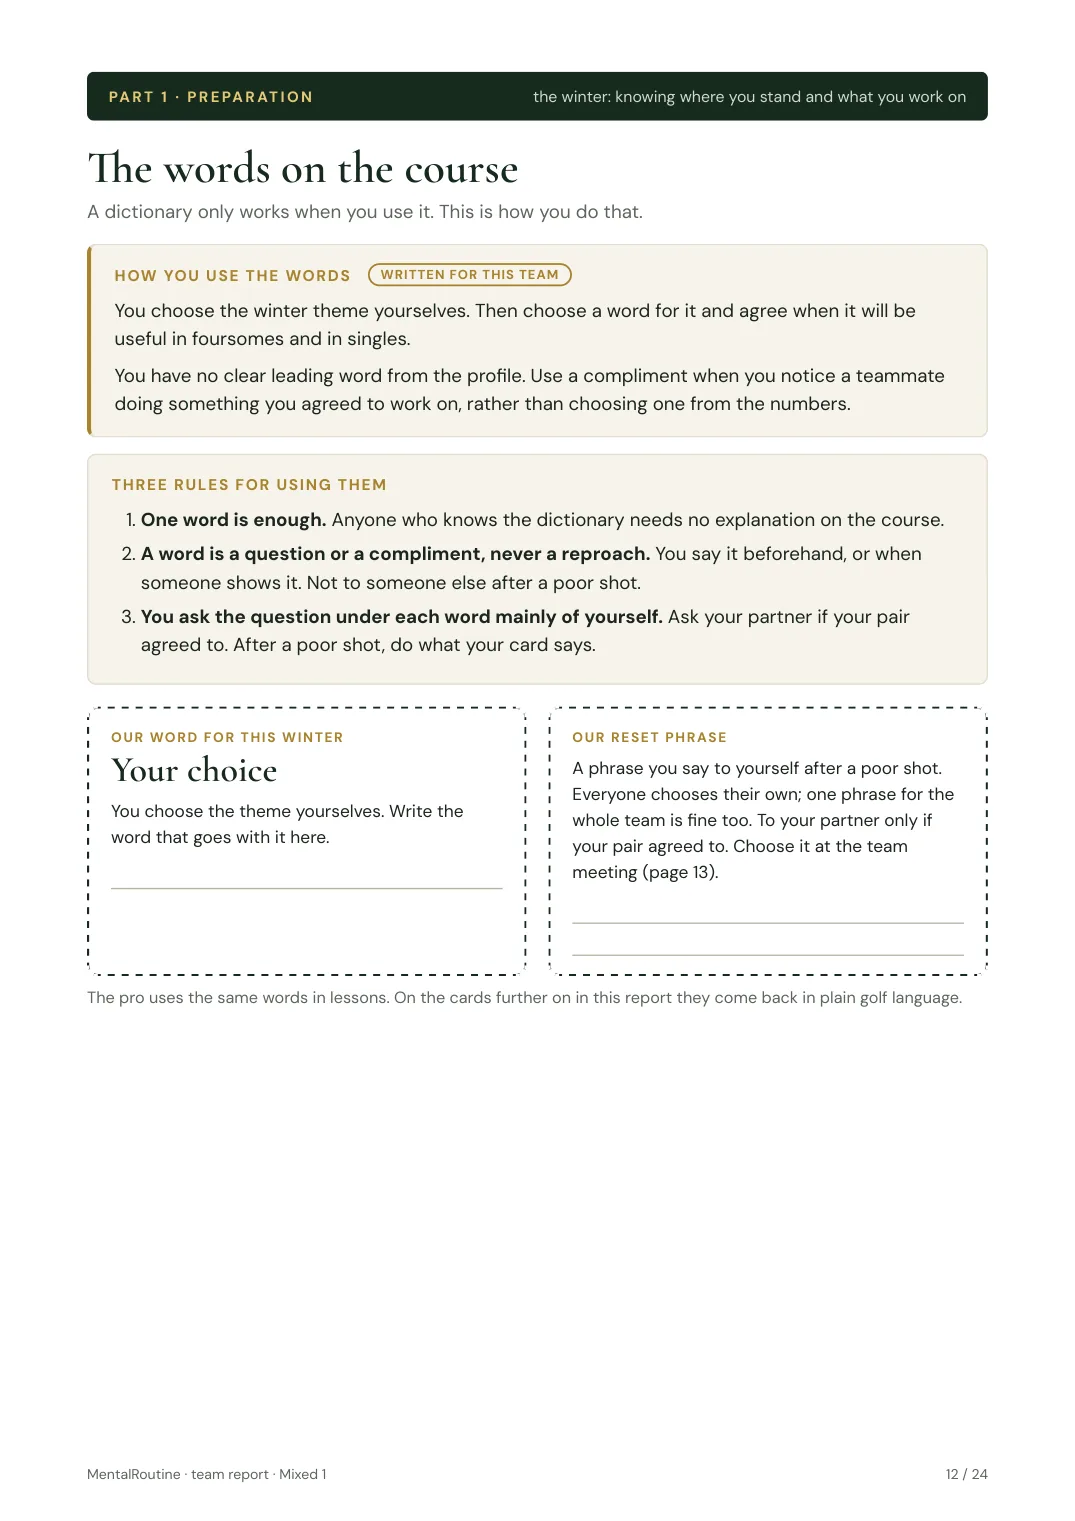 PART 1 · PREPARATION
the winter: knowing where you stand and what you work on
The words on the course
A dictionary only works when you use it. This is how you do that.
HOW YOU USE THE WORDS
WRITTEN FOR THIS TEAM
You choose the winter theme yourselves. Then choose a word for it and agree when it will be
useful in foursomes and in singles.
You have no clear leading word from the profile. Use a compliment when you notice a teammate
doing something you agreed to work on, rather than choosing one from the numbers.
THREE RULES FOR USING THEM
1. One word is enough. Anyone who knows the dictionary needs no explanation on the course.
2. A word is a question or a compliment, never a reproach. You say it beforehand, or when
someone shows it. Not to someone else after a poor shot.
3. You ask the question under each word mainly of yourself. Ask your partner if your pair
agreed to. After a poor shot, do what your card says.
OUR WORD FOR THIS WINTER
Your choice
You choose the theme yourselves. Write the
word that goes with it here.
OUR RESET PHRASE
A phrase you say to yourself after a poor shot.
Everyone chooses their own; one phrase for the
whole team is fine too. To your partner only if
your pair agreed to. Choose it at the team
meeting (page 13).
The pro uses the same words in lessons. On the cards further on in this report they come back in plain golf language.
MentalRoutine · team report · Mixed 1
12 / 24